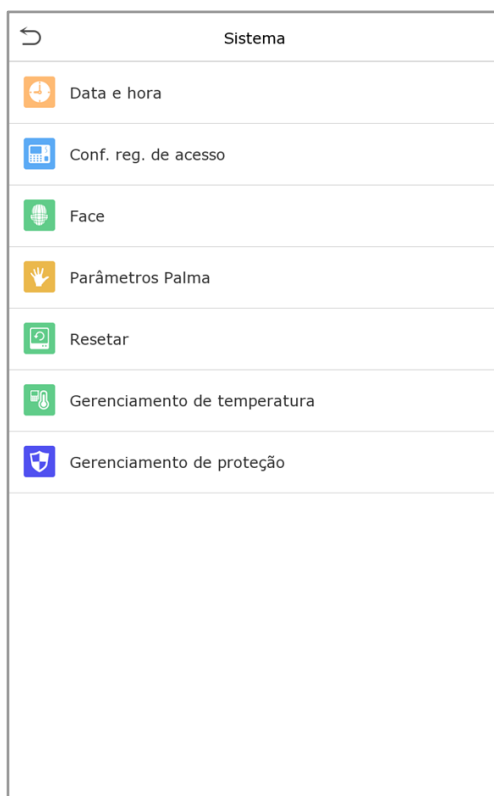 Sistema
Data e hora
Conf. reg. de acesso
Face
Parâmetros Palma
Resetar
Gerenciamento de temperatura
Gerenciamento de proteção